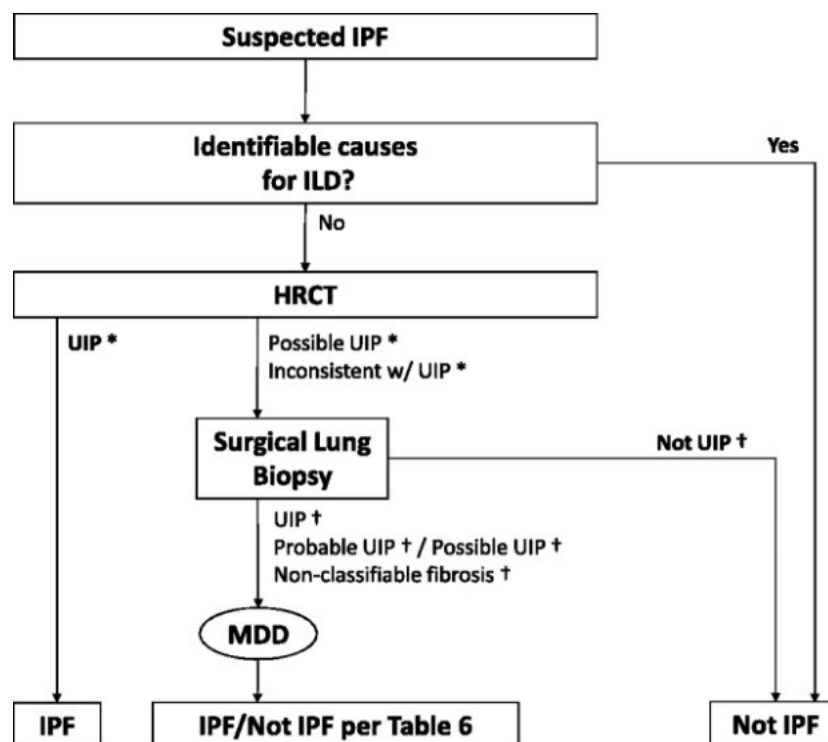 Suspected IPF
Identifiable causes
for ILD?
Yes
No
HRCT
UIP *
Possible UIP *
Inconsistent w/ UIP *
Surgical Lung
Biopsy
Not UIP †
UIP †
Probable UIP † / Possible UIP †
Non-classifiable fibrosis †
MDD
IPF
IPF/Not IPF per Table 6
Not IPF